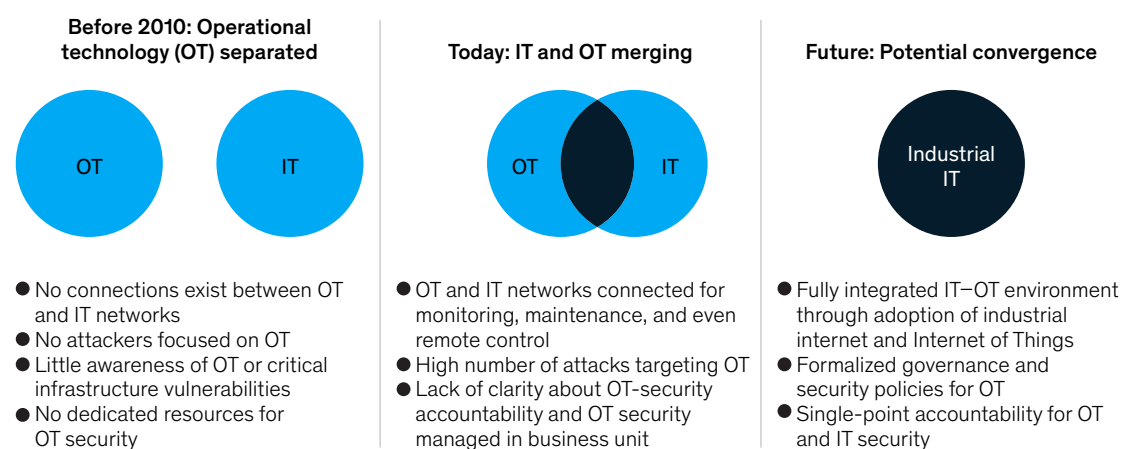 Before 2010: Operational
technology (OT) separated
OT
IT
● No connections exist between OT
and IT networks
● No attackers focused on OT
● Little awareness of OT or critical
infrastructure vulnerabilities
● No dedicated resources for
OT security
Today: IT and OT merging
OT
IT
● OT and IT networks connected for
monitoring, maintenance, and even
remote control
● High number of attacks targeting OT
● Lack of clarity about OT-security
accountability and OT security
managed in business unit
Future: Potential convergence
Industrial
IT
● Fully integrated IT–OT environment
through adoption of industrial
internet and Internet of Things
● Formalized governance and
security policies for OT
● Single-point accountability for OT
and IT security